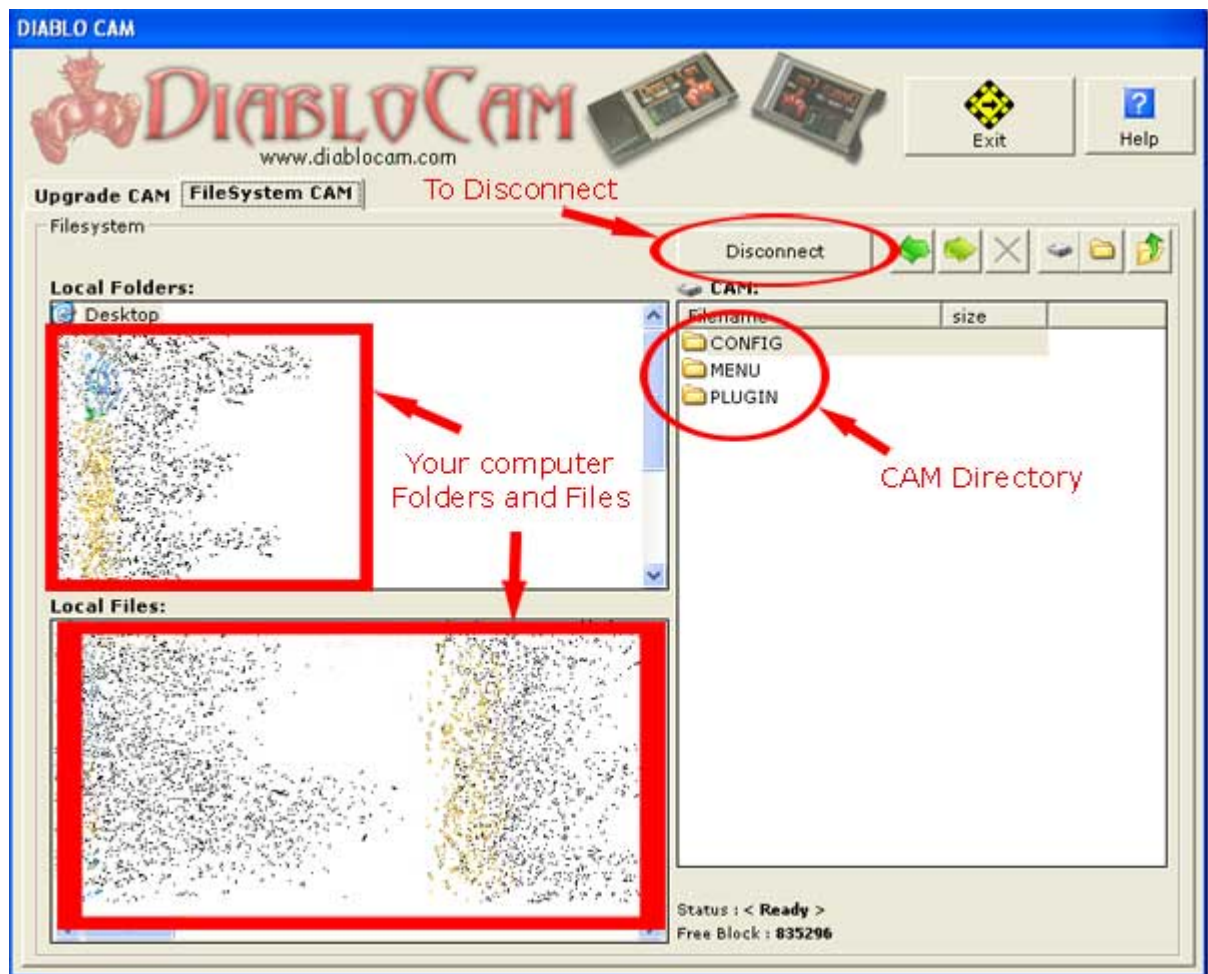 DIABLO CAM
DIABLOCAM
www.diablocam.com
Exit
Help
Upgrade CAM
FileSystem CAM
To Disconnect
Filesystem
Disconnect
Local Folders:
CAM:
Desktop
Filename
size
CONFIG
MENU
PLUGIN
Your computer
Folders and Files
CAM Directory
Local Files:
Status : < Ready >
Free Block : 835296